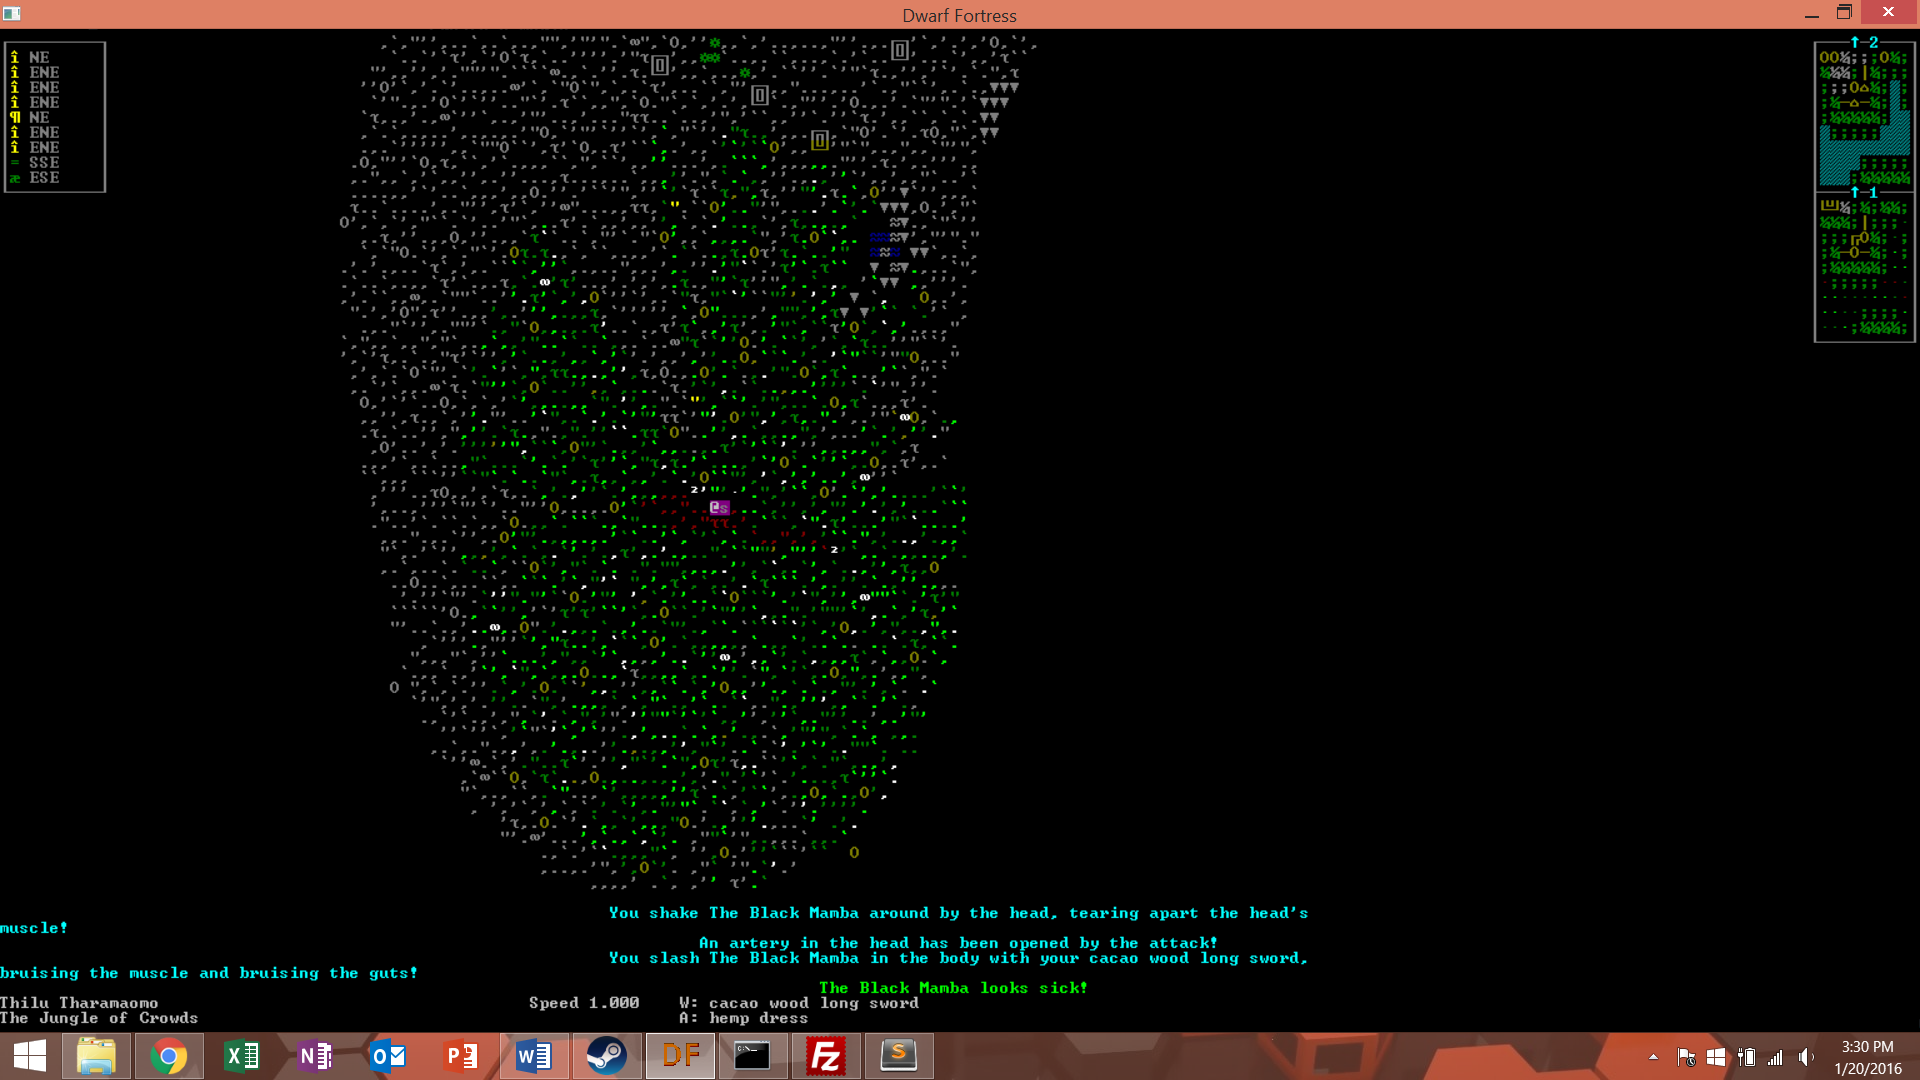 Dwarf Fortress
î NE
î ENE
î ENE
î ENE
¶ NE
î ENE
î ENE
= SSE
æ ESE
↑ 2
↑ 1
You shake The Black Mamba around by the head, tearing apart the head's
muscle!
An artery in the head has been opened by the attack!
You slash The Black Mamba in the body with your cacao wood long sword,
bruising the muscle and bruising the guts!
The Black Mamba looks sick!
Thilu Tharamaomo Speed 1.000 W: cacao wood long sword
The Jungle of Crowds A: hemp dress
DF
3:30 PM
1/20/2016